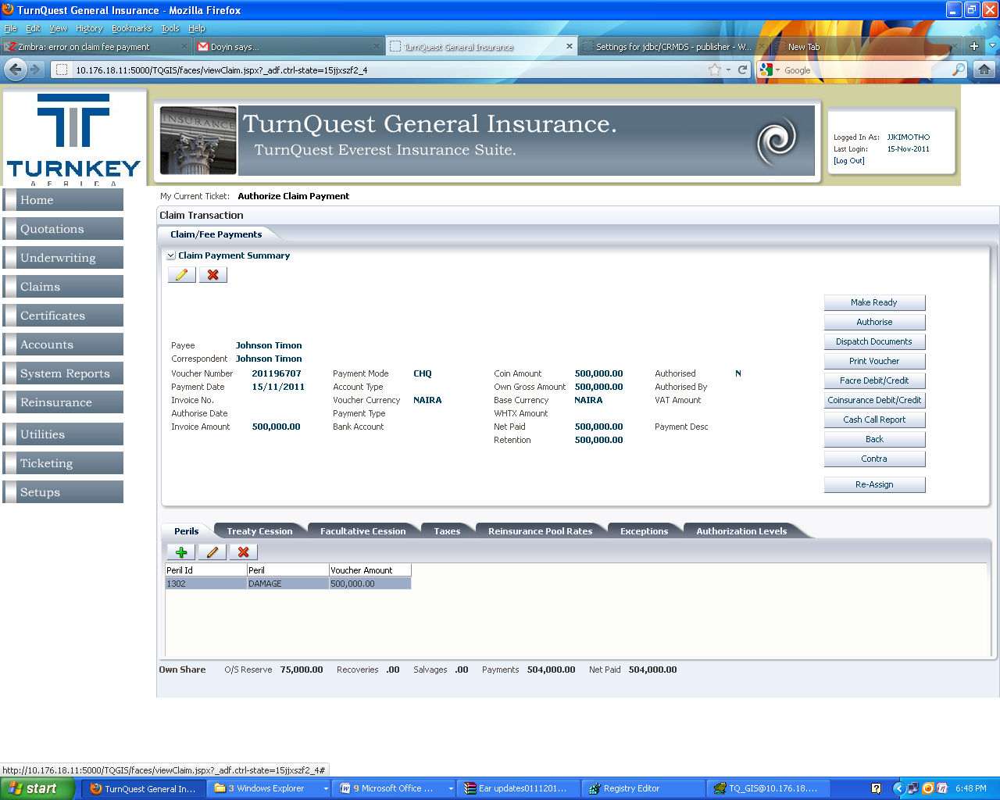 TurnQuest General Insurance - Mozilla Firefox
File Edit View History Bookmarks Tools Help
Zimbra: error on claim fee payment
Doyin says...
TurnQuest General Insurance
Settings for jdbc/CRMDS - publisher - W...
New Tab
10.176.18.11:5000/TQGIS/faces/viewClaim.jspx?_adf.ctrl-state=15jjxszf2_4
Google
TURNKEY
AFRICA
INSURANCE
TurnQuest General Insurance.
TurnQuest Everest Insurance Suite.
Logged In As: JJKIMOTHO
Last Login: 15-Nov-2011
[Log Out]
Home
Quotations
Underwriting
Claims
Certificates
Accounts
System Reports
Reinsurance
Utilities
Ticketing
Setups
My Current Ticket: Authorize Claim Payment
Claim Transaction
Claim/Fee Payments
Claim Payment Summary
Make Ready
Authorise
Dispatch Documents
Print Voucher
Facre Debit/Credit
Coinsurance Debit/Credit
Cash Call Report
Back
Contra
Re-Assign
Payee Johnson Timon
Correspondent Johnson Timon
Voucher Number 201196707 Payment Mode CHQ Coin Amount 500,000.00 Authorised N
Payment Date 15/11/2011 Account Type Own Gross Amount 500,000.00 Authorised By
Invoice No. Voucher Currency NAIRA Base Currency NAIRA VAT Amount
Authorise Date Payment Type WHTX Amount
Invoice Amount 500,000.00 Bank Account Net Paid 500,000.00 Payment Desc
Retention 500,000.00
Perils Treaty Cession Facultative Cession Taxes Reinsurance Pool Rates Exceptions Authorization Levels
Peril Id Peril Voucher Amount
1302 DAMAGE 500,000.00
Own Share O/S Reserve 75,000.00 Recoveries .00 Salvages .00 Payments 504,000.00 Net Paid 504,000.00
http://10.176.18.11:5000/TQGIS/faces/viewClaim.jspx?_adf.ctrl-state=15jjxszf2_4#
start
TurnQuest General In...
3 Windows Explorer
9 Microsoft Office ...
Ear updates0111201...
Registry Editor
TQ_GIS@10.176.18....
6:48 PM